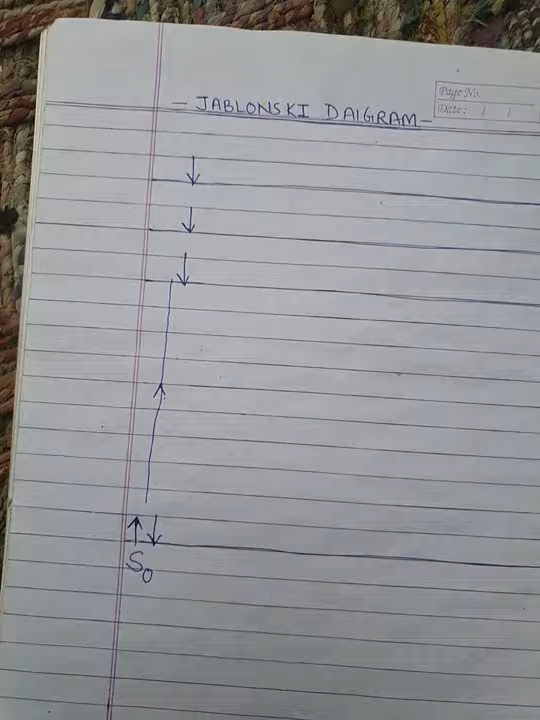 Page No.
Date: / /
- JABLONSKI DAIGRAM -
S0